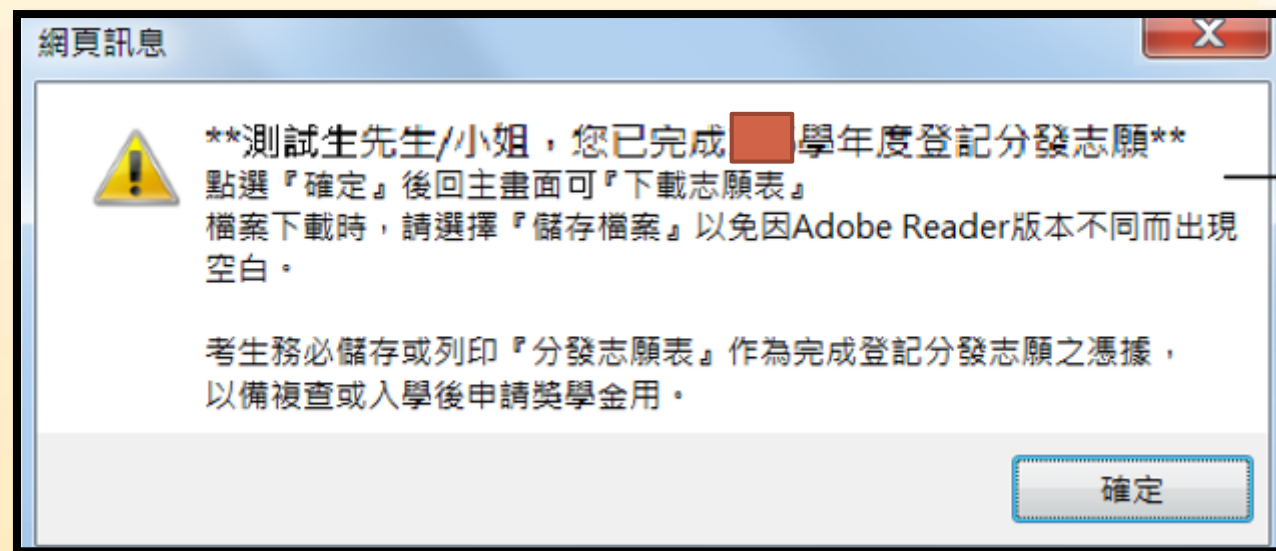 網頁訊息
**測試生先生/小姐，您已完成 學年度登記分發志願**
點選『確定』後回主畫面可『下載志願表』
檔案下載時，請選擇『儲存檔案』以免因Adobe Reader版本不同而出現
空白。
考生務必儲存或列印『分發志願表』作為完成登記分發志願之憑據，
以備複查或入學後申請獎學金用。
確定